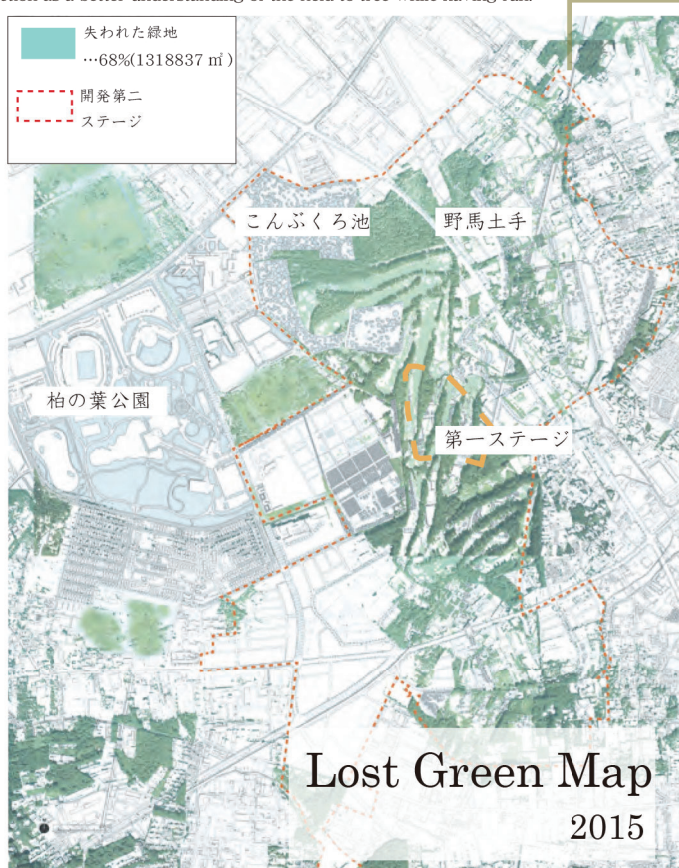 失われた緑地
…68%(1318837 ㎡)
開発第二
ステージ
こんぶくろ池
野馬土手
柏の葉公園
第一ステージ
Lost Green Map
2015